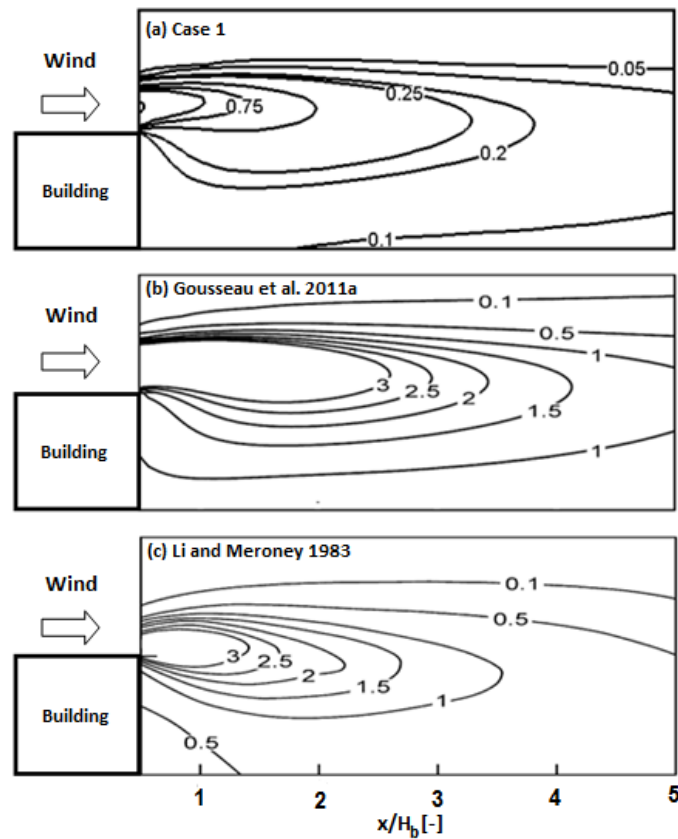 (a) Case 1
Wind
0.05
0.25
0.75
0.2
Building
0.1
(b) Gousseau et al. 2011a
Wind
0.1
0.5
1
3
2.5
2
1.5
Building
1
(c) Li and Meroney 1983
Wind
0.1
0.5
3
2.5
2
1.5
1
Building
0.5
1 2 3 4 5
x/H_b [-]